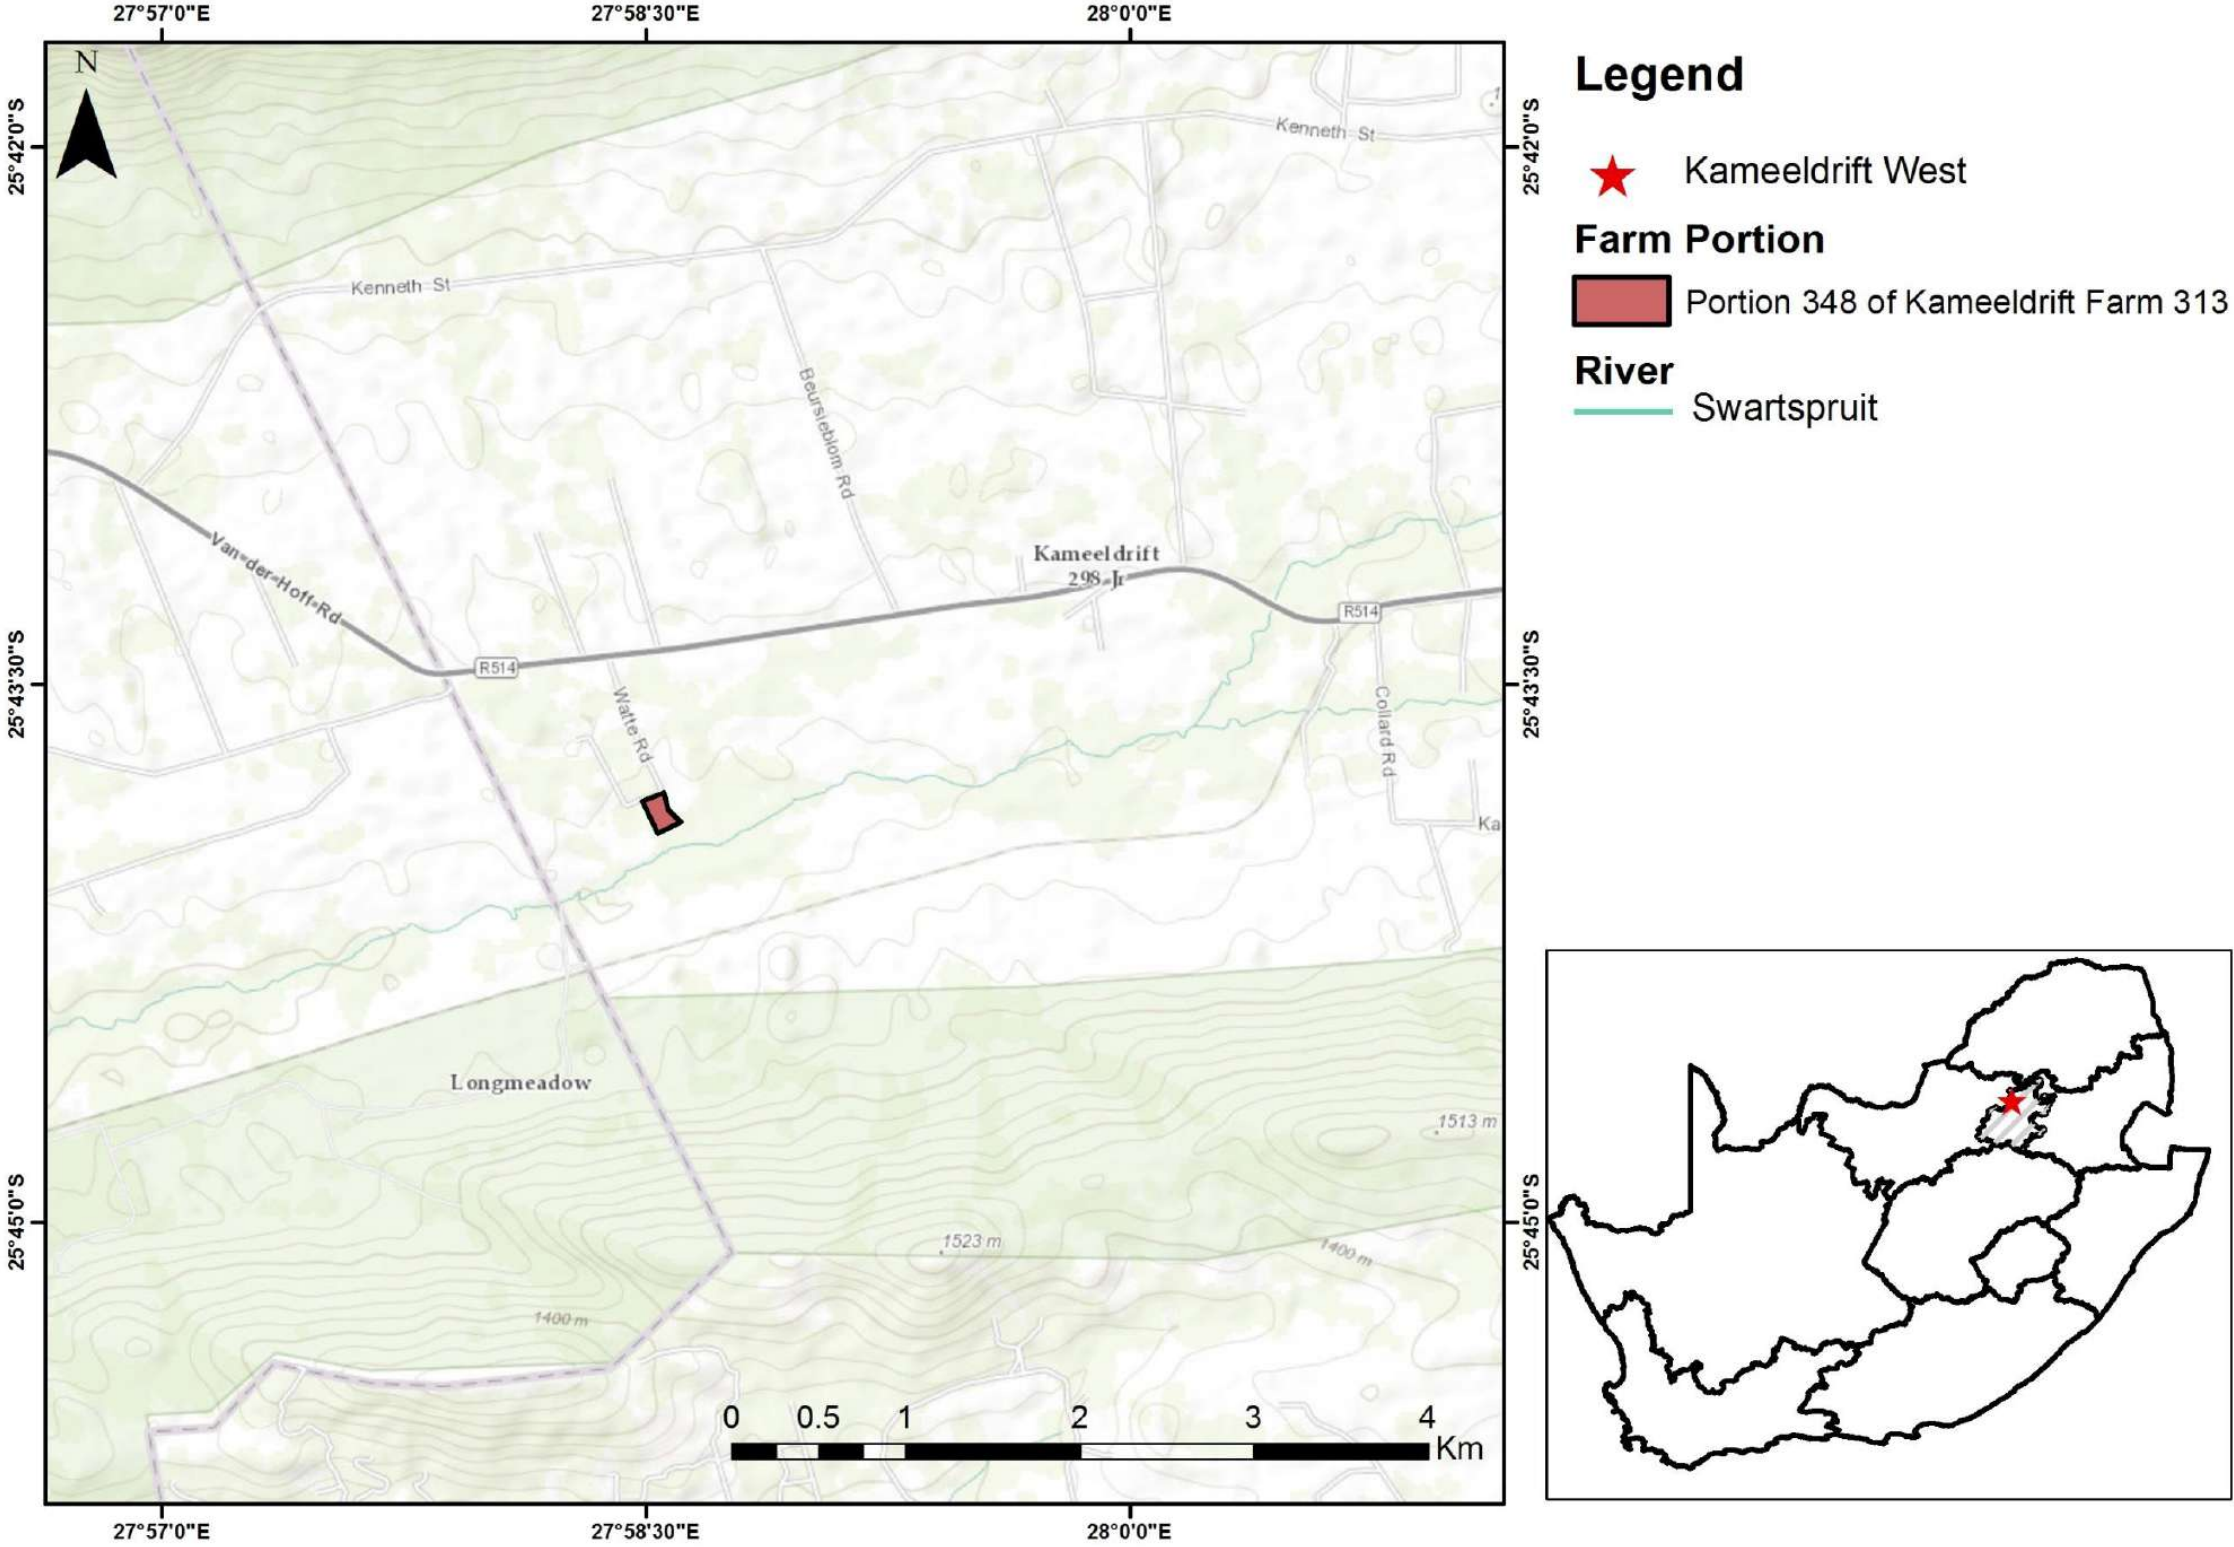 27°57'0"E
27°58'30"E
28°0'0"E
N
25°42'0"S
25°42'0"S
Kenneth St
Kenneth St
Beursieblom Rd
Van-der-Hoff-Rd
Kameeldrift
298-Jr
R514
R514
25°43'30"S
25°43'30"S
Watte Rd
Collard Rd
Ka
Longmeadow
1513 m
1523 m
1400 m
1400 m
25°45'0"S
25°45'0"S
0 0.5 1 2 3 4
Km
27°57'0"E
27°58'30"E
28°0'0"E
Legend
Kameeldrift West
Farm Portion
Portion 348 of Kameeldrift Farm 313
River
Swartspruit